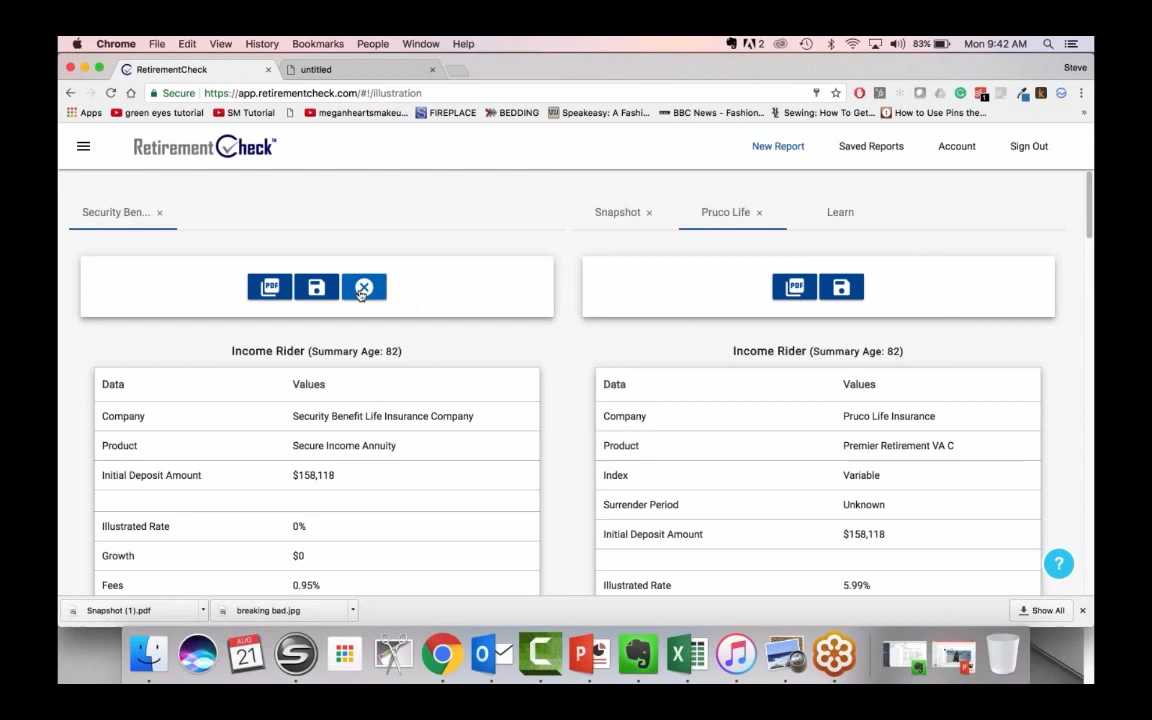 Chrome File Edit View History Bookmarks People Window Help 2 83% Mon 9:42 AM
RetirementCheck × untitled × Steve
Secure https://app.retirementcheck.com/#!/illustration
Apps green eyes tutorial SM Tutorial meganheartsmakeu... FIREPLACE BEDDING Speakeasy: A Fashi... BBC News - Fashion... Sewing: How To Get... How to Use Pins the... »
RetirementCheck™ New Report Saved Reports Account Sign Out
Security Ben... × Snapshot × Pruco Life × Learn
PDF PDF
Income Rider (Summary Age: 82) Income Rider (Summary Age: 82)
Data Values Data Values
Company Security Benefit Life Insurance Company Company Pruco Life Insurance
Product Secure Income Annuity Product Premier Retirement VA C
Initial Deposit Amount $158,118 Index Variable
Surrender Period Unknown
Illustrated Rate 0% Initial Deposit Amount $158,118
Growth $0
Fees 0.95% Illustrated Rate 5.99%
?
Snapshot (1).pdf breaking bad.jpg Show All ×
AUG
21